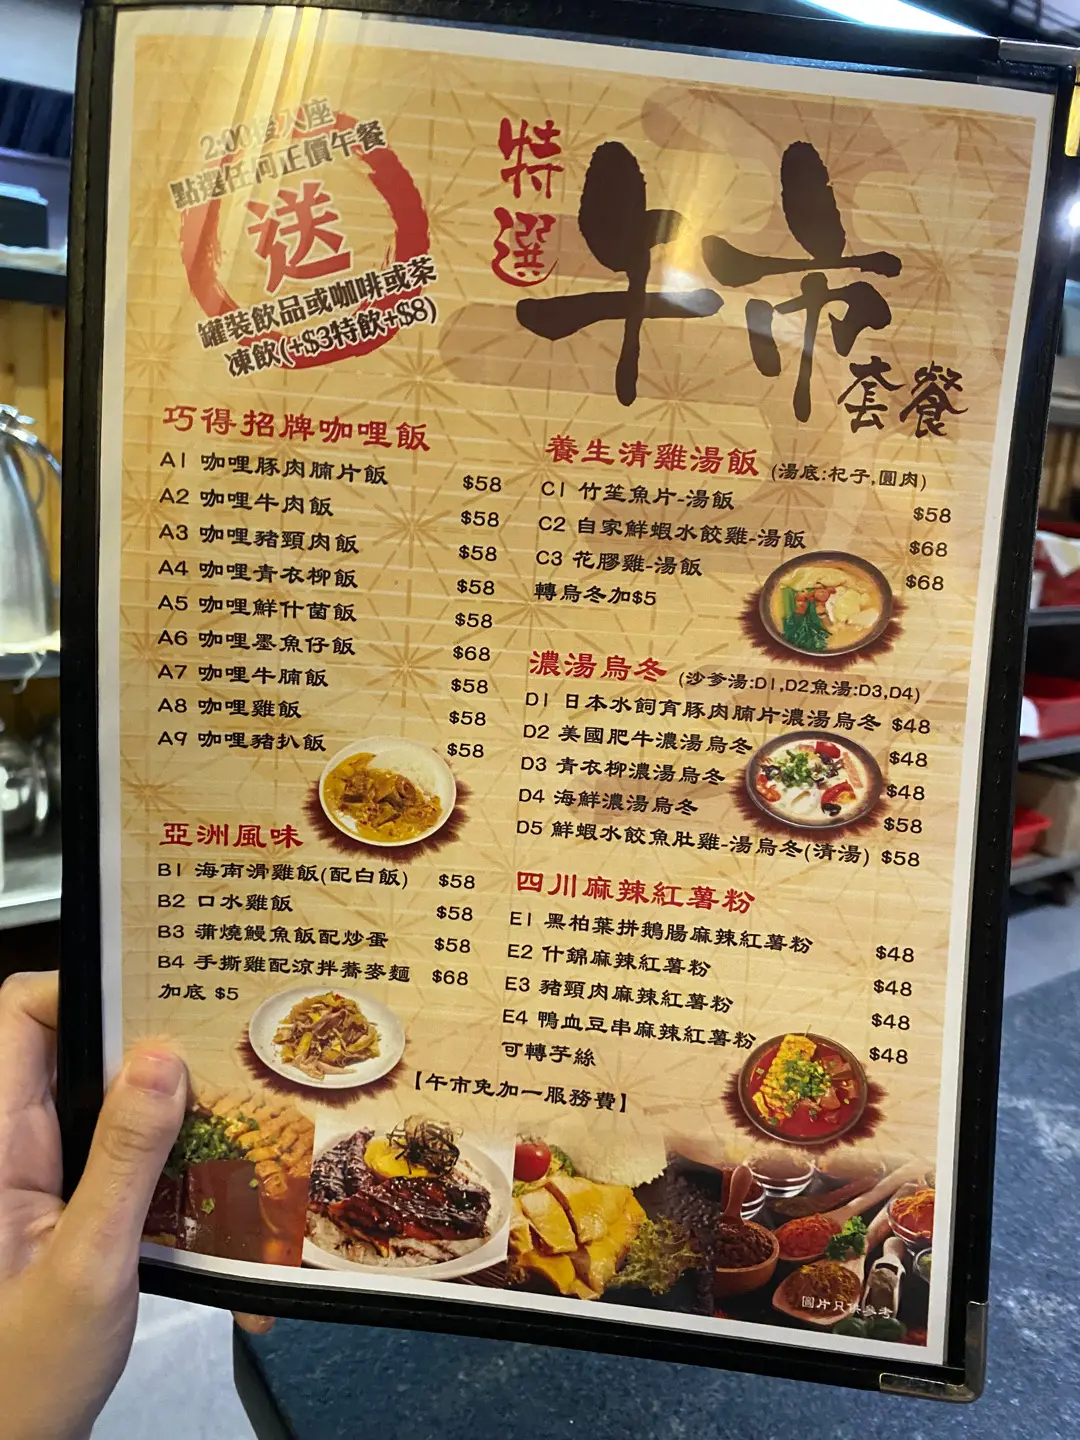 2:00後入座
點選任何正價午餐
送
罐裝飲品或咖啡或茶
凍飲(+$3特飲+$8)
特選
午市
套餐
巧得招牌咖哩飯
A1 咖哩豚肉腩片飯 $58
A2 咖哩牛肉飯 $58
A3 咖哩豬頸肉飯 $58
A4 咖哩青衣柳飯 $58
A5 咖哩鮮什菌飯 $58
A6 咖哩墨魚仔飯 $68
A7 咖哩牛腩飯 $58
A8 咖哩雞飯 $58
A9 咖哩豬扒飯 $58
亞洲風味
B1 海南滑雞飯(配白飯) $58
B2 口水雞飯 $58
B3 蒲燒鰻魚飯配炒蛋 $58
B4 手撕雞配涼拌蕎麥麵 $68
加底 $5
養生清雞湯飯 (湯底:杞子,圓肉)
C1 竹笙魚片-湯飯 $58
C2 自家鮮蝦水餃雞-湯飯 $68
C3 花膠雞-湯飯 $68
轉烏冬加$5
濃湯烏冬 (沙爹湯:D1,D2魚湯:D3,D4)
D1 日本水飼育豚肉腩片濃湯烏冬 $48
D2 美國肥牛濃湯烏冬 $48
D3 青衣柳濃湯烏冬 $48
D4 海鮮濃湯烏冬 $58
D5 鮮蝦水餃魚肚雞-湯烏冬(清湯) $58
四川麻辣紅薯粉
E1 黑柏葉拼鵝腸麻辣紅薯粉 $48
E2 什錦麻辣紅薯粉 $48
E3 豬頸肉麻辣紅薯粉 $48
E4 鴨血豆串麻辣紅薯粉 $48
可轉芋絲
【午市免加一服務費】
圖片只供參考